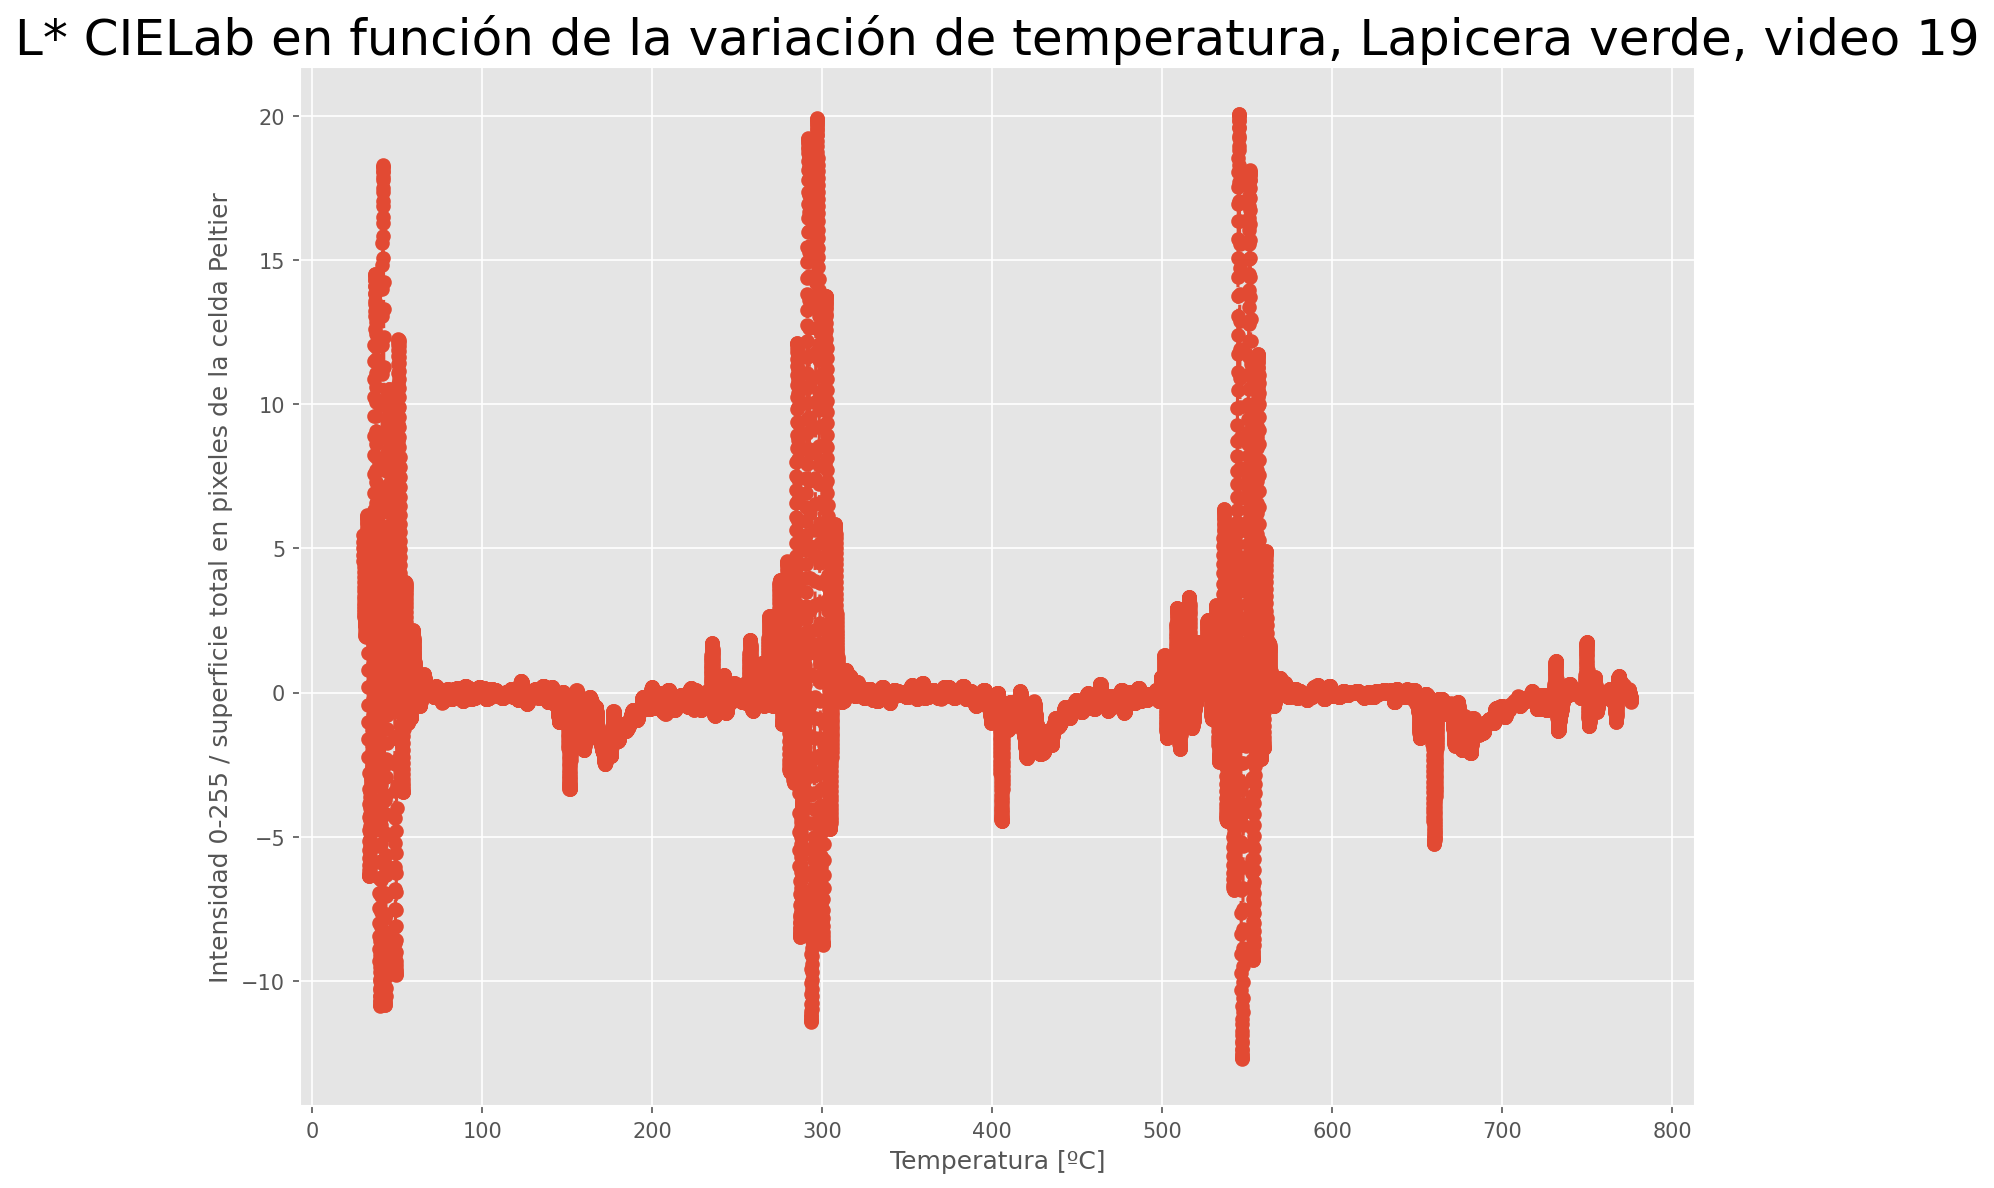 L* CIELab en función de la variación de temperatura, Lapicera verde, video 19
Intensidad 0-255 / superficie total en pixeles de la celda Peltier
20
15
10
5
0
−5
−10
0 100 200 300 400 500 600 700 800
Temperatura [ºC]